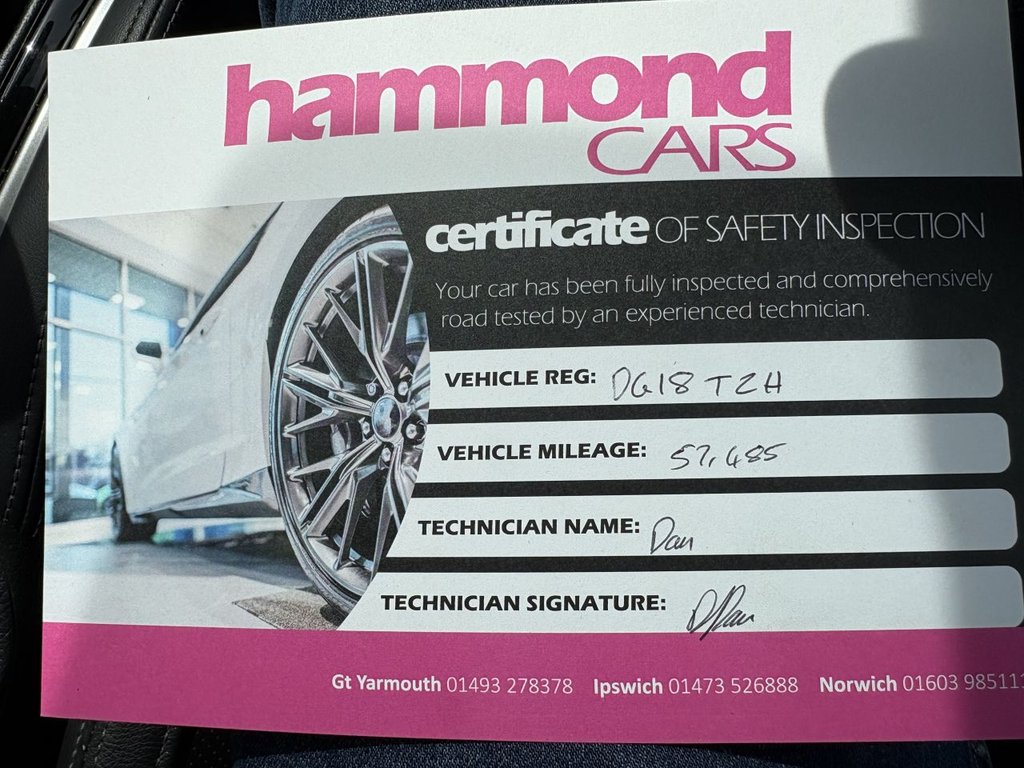 hammond
CARS
certificate OF SAFETY INSPECTION
Your car has been fully inspected and comprehensively
road tested by an experienced technician.
VEHICLE REG: DG18 TZH
VEHICLE MILEAGE: 57,485
TECHNICIAN NAME: Dan
TECHNICIAN SIGNATURE:
Gt Yarmouth 01493 278378 Ipswich 01473 526888 Norwich 01603 985113